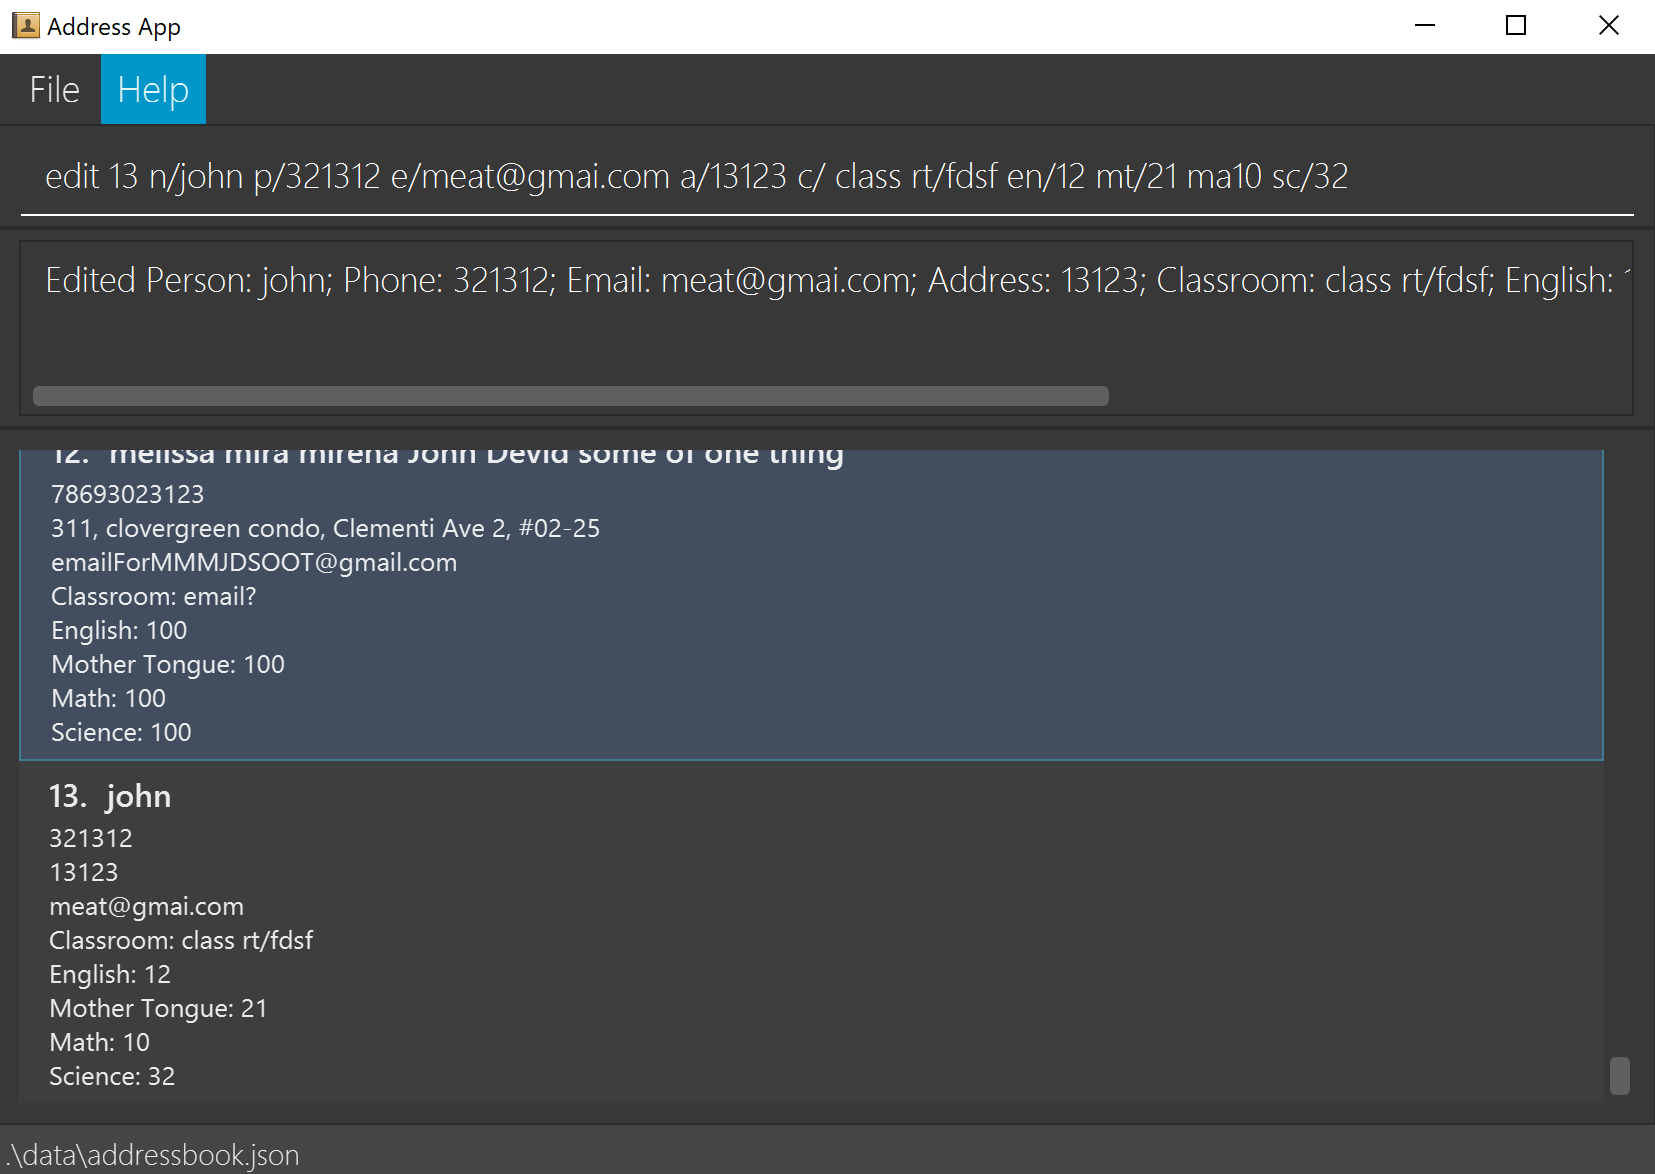 Address App
File Help
edit 13 n/john p/321312 e/meat@gmai.com a/13123 c/ class rt/fdsf en/12 mt/21 ma10 sc/32
Edited Person: john; Phone: 321312; Email: meat@gmai.com; Address: 13123; Classroom: class rt/fdsf; English:
12. melissa mira mirena John Devid some of one thing
78693023123
311, clovergreen condo, Clementi Ave 2, #02-25
emailForMMMJDSOOT@gmail.com
Classroom: email?
English: 100
Mother Tongue: 100
Math: 100
Science: 100
13. john
321312
13123
meat@gmai.com
Classroom: class rt/fdsf
English: 12
Mother Tongue: 21
Math: 10
Science: 32
.\data\addressbook.json